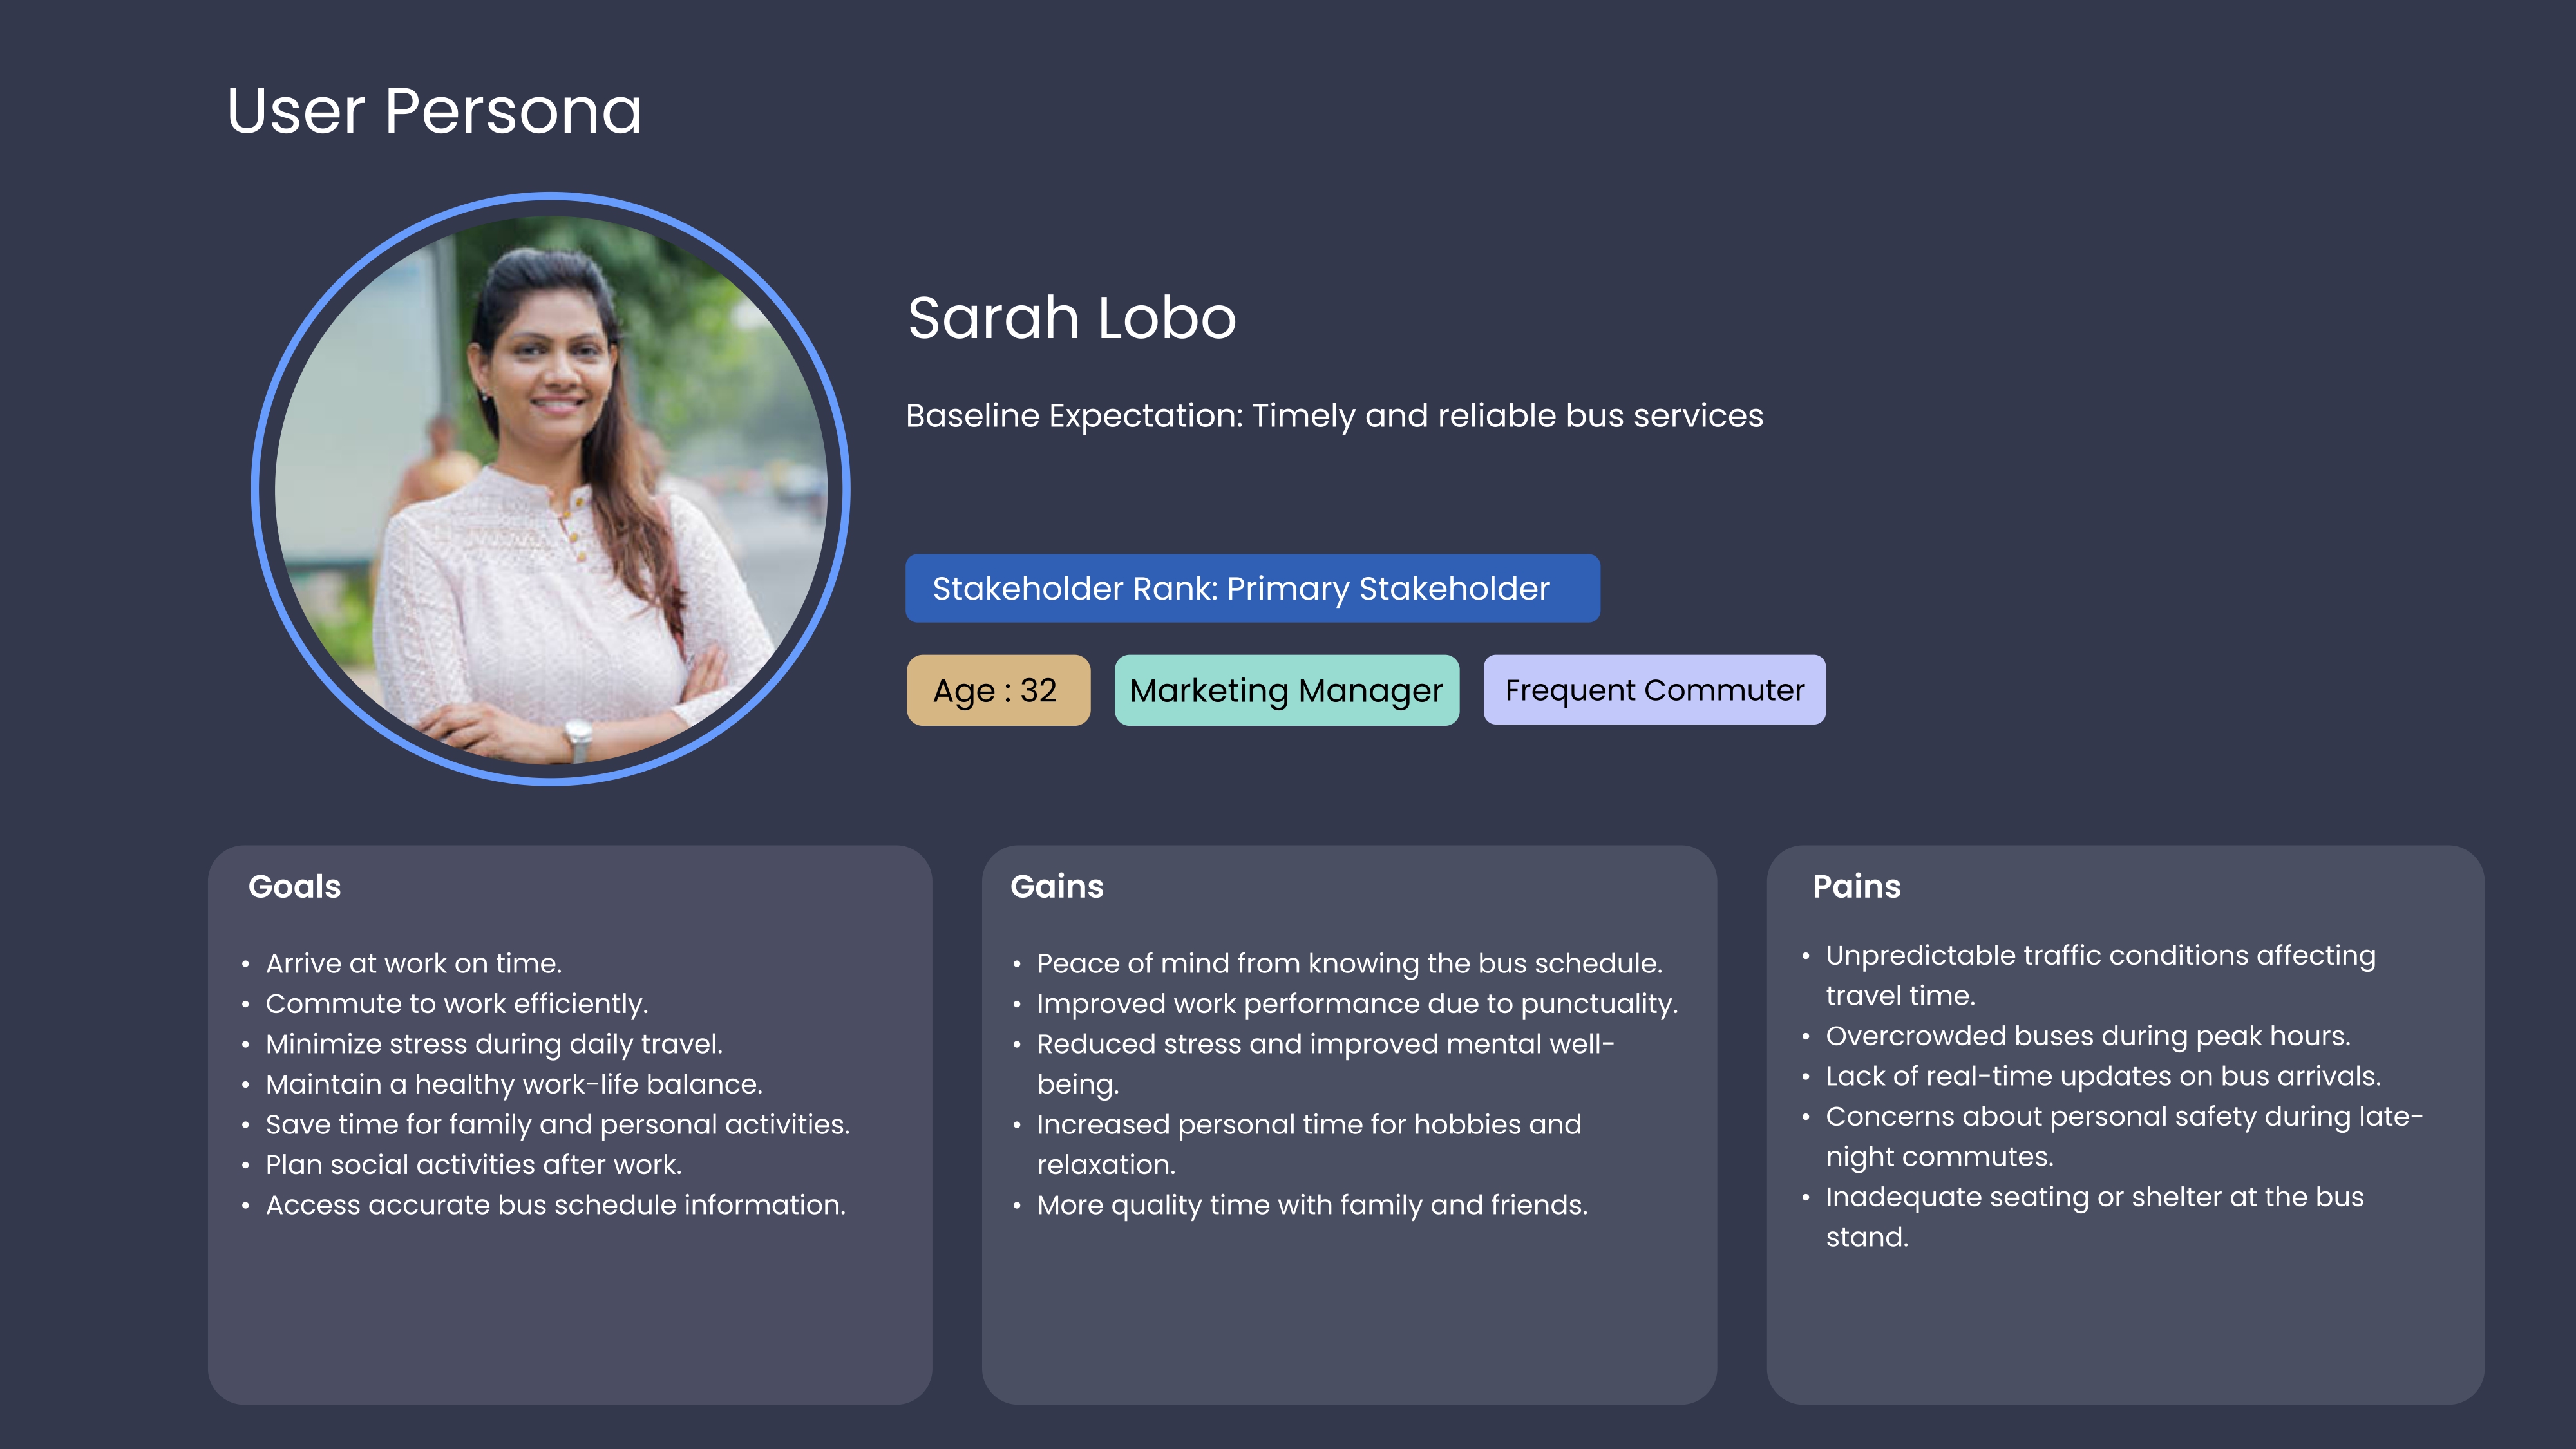 User Persona
Sarah Lobo
Baseline Expectation: Timely and reliable bus services
Stakeholder Rank: Primary Stakeholder
Age : 32
Marketing Manager
Frequent Commuter
Goals
• Arrive at work on time.
• Commute to work efficiently.
• Minimize stress during daily travel.
• Maintain a healthy work-life balance.
• Save time for family and personal activities.
• Plan social activities after work.
• Access accurate bus schedule information.
Gains
• Peace of mind from knowing the bus schedule.
• Improved work performance due to punctuality.
• Reduced stress and improved mental well-
being.
• Increased personal time for hobbies and
relaxation.
• More quality time with family and friends.
Pains
• Unpredictable traffic conditions affecting
travel time.
• Overcrowded buses during peak hours.
• Lack of real-time updates on bus arrivals.
• Concerns about personal safety during late-
night commutes.
• Inadequate seating or shelter at the bus
stand.